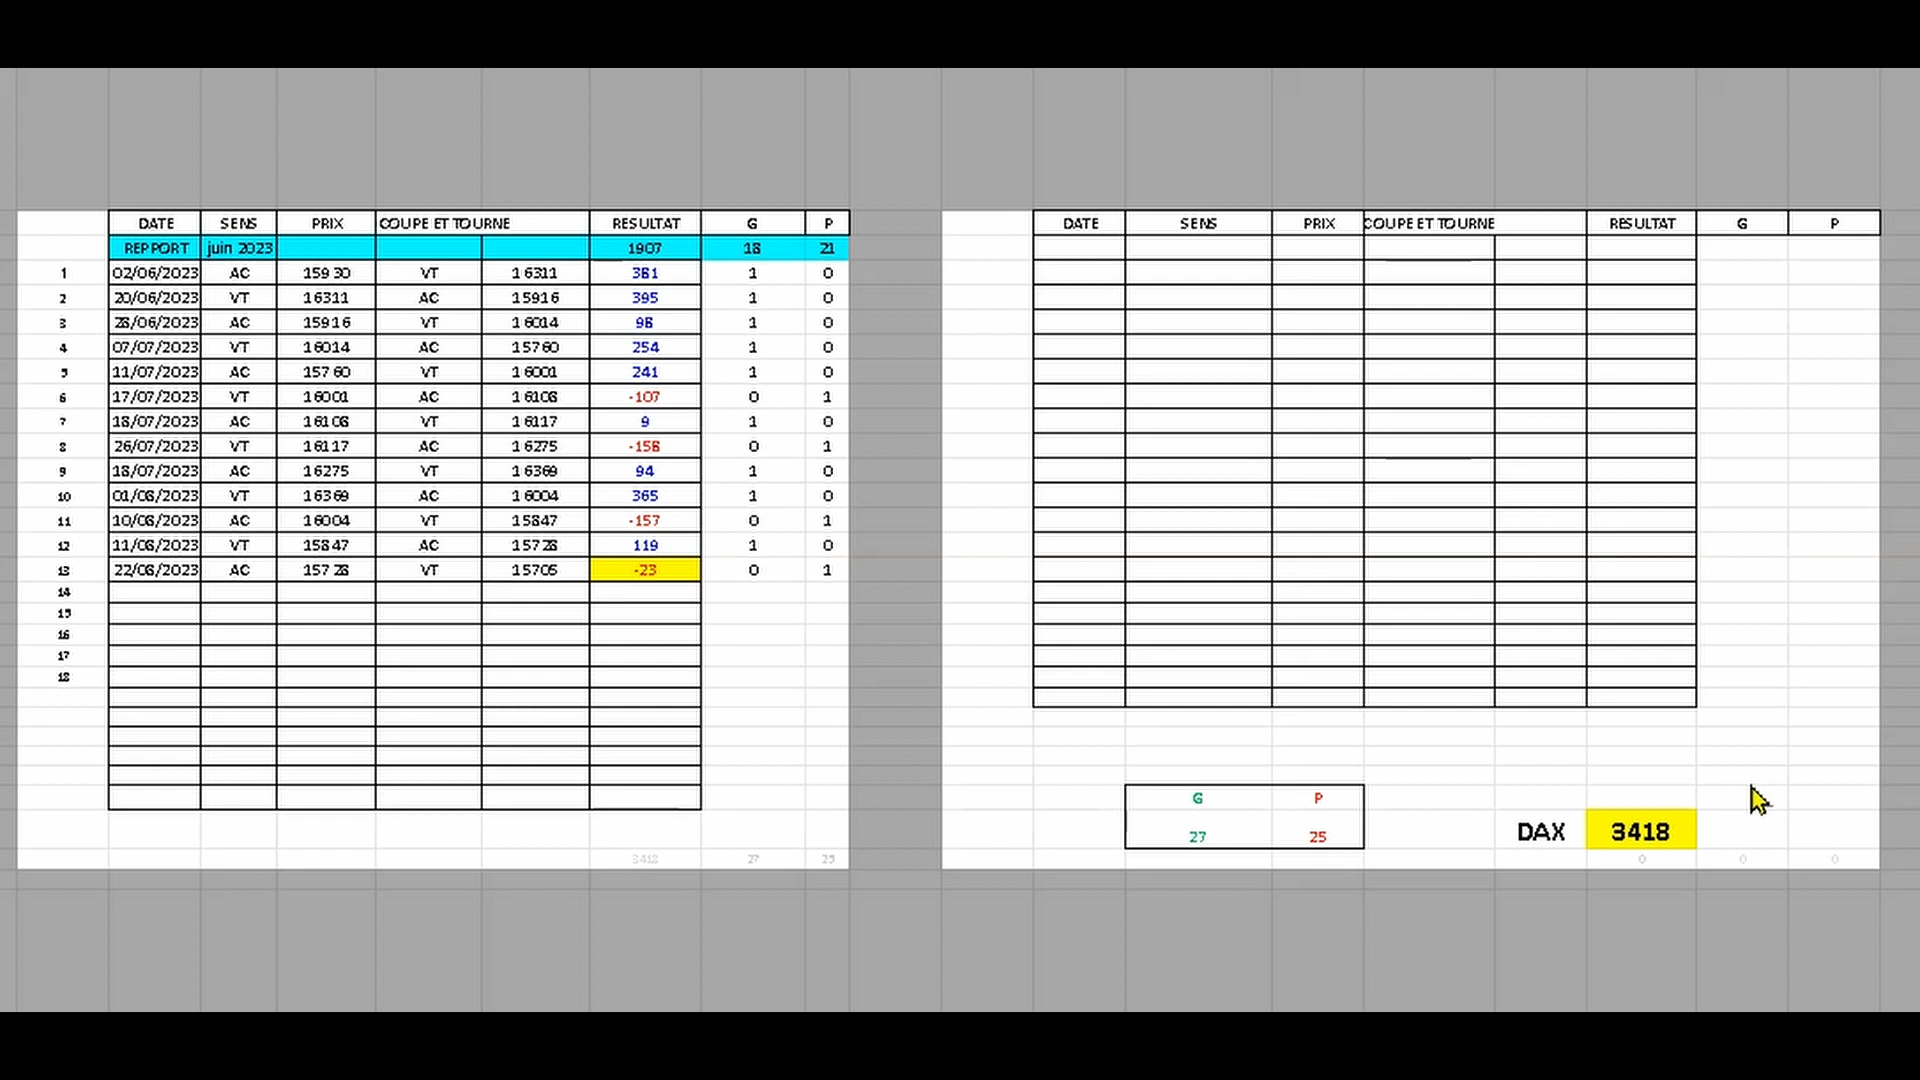 DATE SENS PRIX COUPE ET TOURNE RESULTAT G P
REPPORT juin 2023 1907 18 21
1 02/06/2023 AC 15930 VT 16311 381 1 0
2 20/06/2023 VT 16311 AC 15916 395 1 0
3 28/06/2023 AC 15916 VT 16014 98 1 0
4 07/07/2023 VT 16014 AC 15760 254 1 0
5 11/07/2023 AC 15760 VT 16001 241 1 0
6 17/07/2023 VT 16001 AC 16108 -107 0 1
7 18/07/2023 AC 16108 VT 16117 9 1 0
8 26/07/2023 VT 16117 AC 16275 -158 0 1
9 18/07/2023 AC 16275 VT 16369 94 1 0
10 01/08/2023 VT 16369 AC 16004 365 1 0
11 10/08/2023 AC 16004 VT 15847 -157 0 1
12 11/08/2023 VT 15847 AC 15728 119 1 0
13 22/08/2023 AC 15728 VT 15705 -23 0 1
14
15
16
17
18
3418 27 25
DATE SENS PRIX COUPE ET TOURNE RESULTAT G P
G P
27 25
DAX 3418
0 0 0